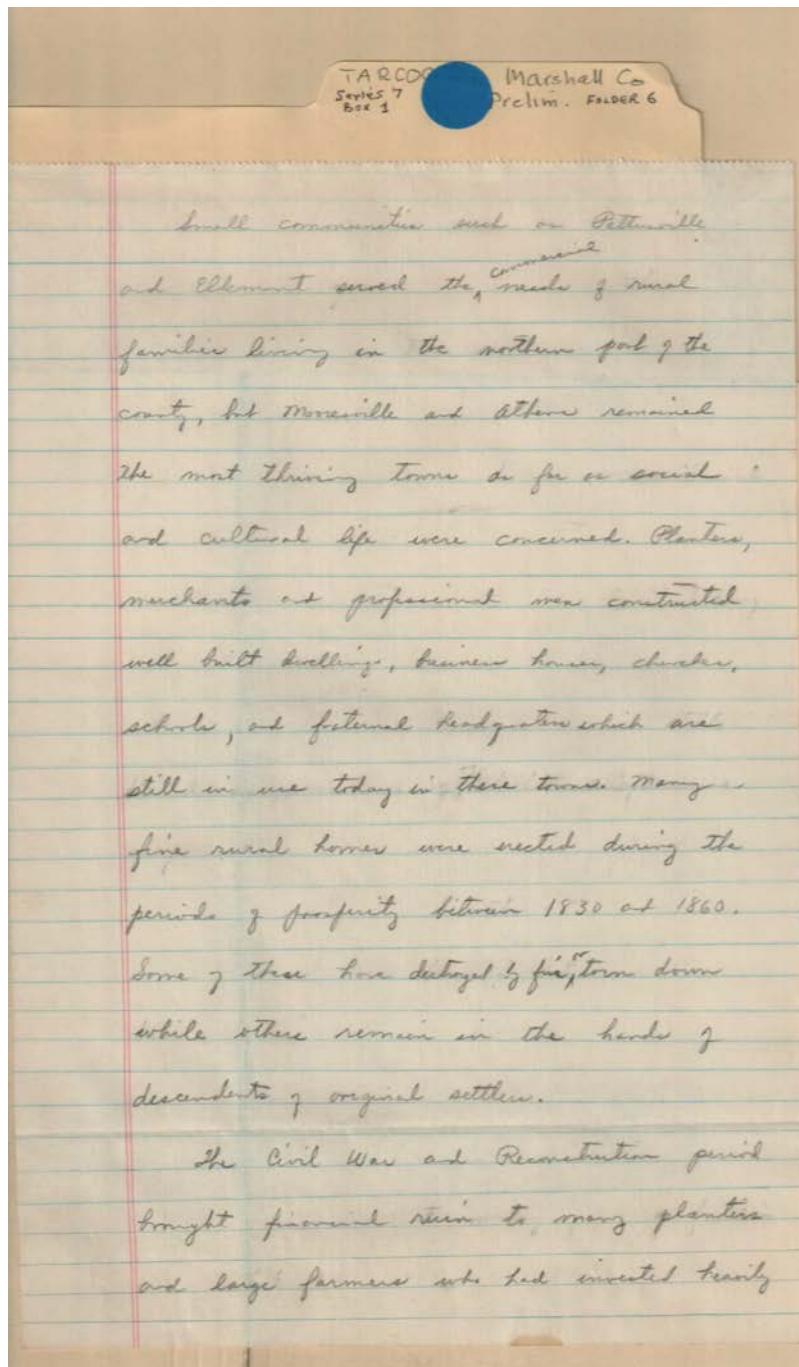 TARCOG Marshall Co
Series 7 Prelim. FOLDER 6
Box 1
Small communities such as Pettusville
commercial
and Elkmont served the needs of rural
families living in the northern part of the
county, but Mooresville and Athens remained
the most thriving towns as far as social
and cultural life were concerned. Planters,
merchants and professional men constructed
well built dwellings, business houses, churches,
schools, and fraternal headquaters which are
still in use today in these towns. Many
fine rural homes were erected during the
periods of prosperity between 1830 and 1860.
Some of these have destroyed by fire, or torn down
while others remain in the hands of
descendents of original settlers.
The Civil War and Reconstruction period
brought financial ruin to many planters
and large farmers who had invested heavily